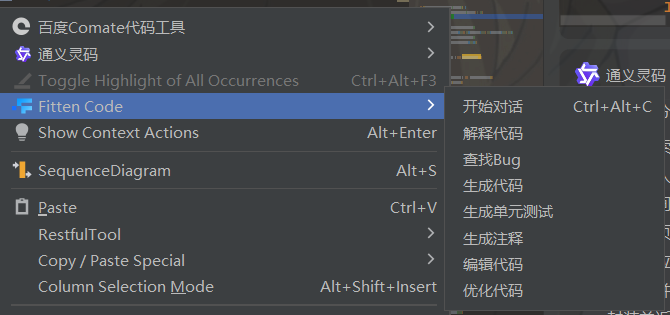 百度Comate代码工具
通义灵码
Toggle Highlight of All Occurrences Ctrl+Alt+F3
Fitten Code
Show Context Actions Alt+Enter
SequenceDiagram Alt+S
Paste Ctrl+V
RestfulTool
Copy / Paste Special
Column Selection Mode Alt+Shift+Insert
开始对话 Ctrl+Alt+C
解释代码
查找Bug
生成代码
生成单元测试
生成注释
编辑代码
优化代码
通义灵码